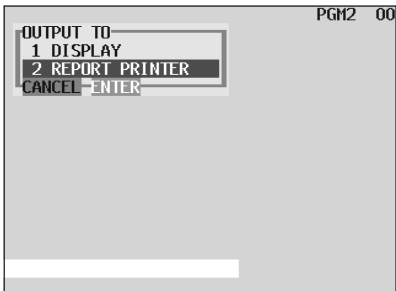 PGM2 00
OUTPUT TO
1 DISPLAY
2 REPORT PRINTER
CANCEL ENTER